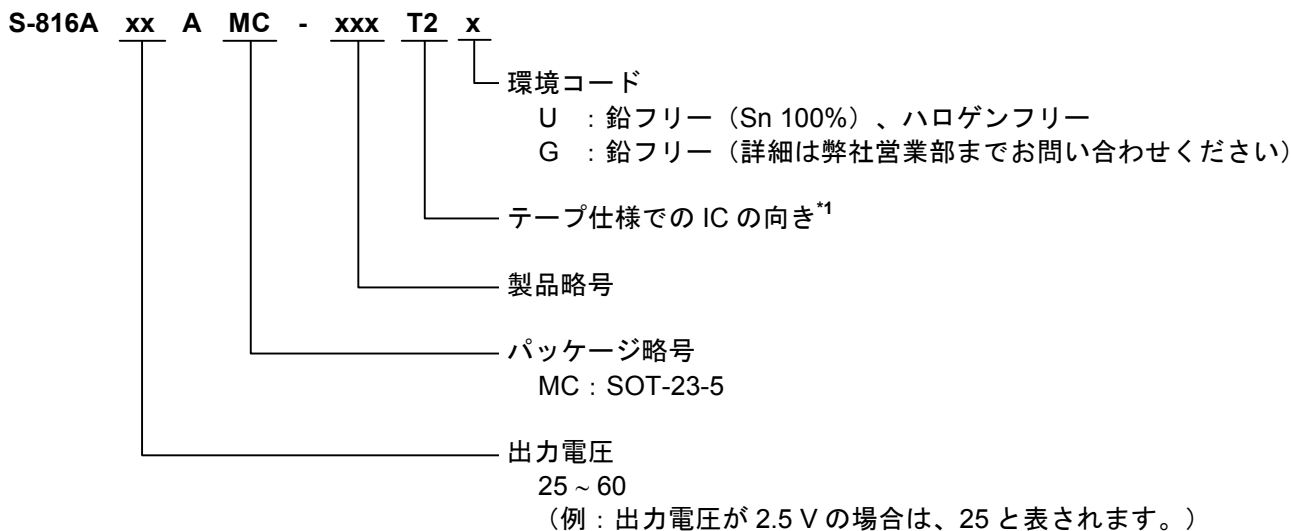 S-816A xx A MC - xxx T2 x
環境コード
U :鉛フリー(Sn 100%)、ハロゲンフリー
G :鉛フリー(詳細は弊社営業部までお問い合わせください)
テープ仕様での IC の向き*1
製品略号
パッケージ略号
MC:SOT-23-5
出力電圧
25 ~ 60
(例:出力電圧が 2.5 V の場合は、25 と表されます。)